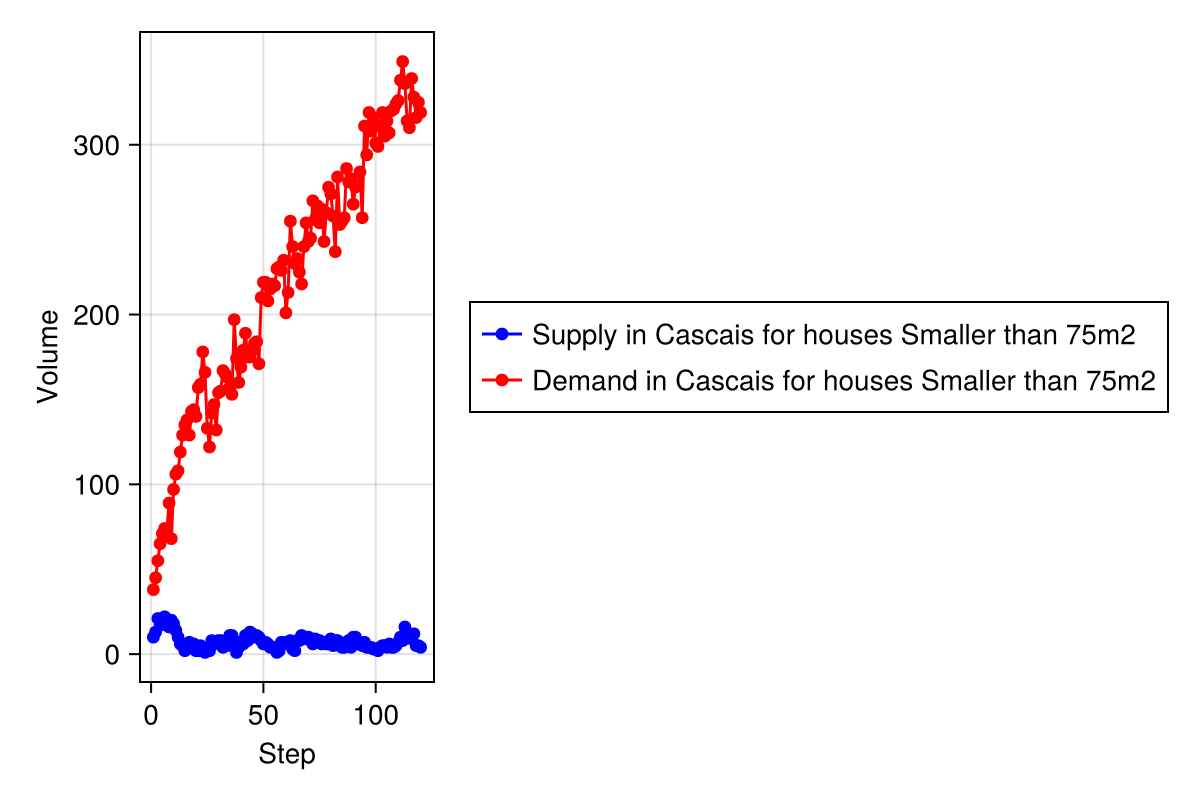 300
200
100
0
Volume
0 50 100
Step
Supply in Cascais for houses Smaller than 75m2
Demand in Cascais for houses Smaller than 75m2